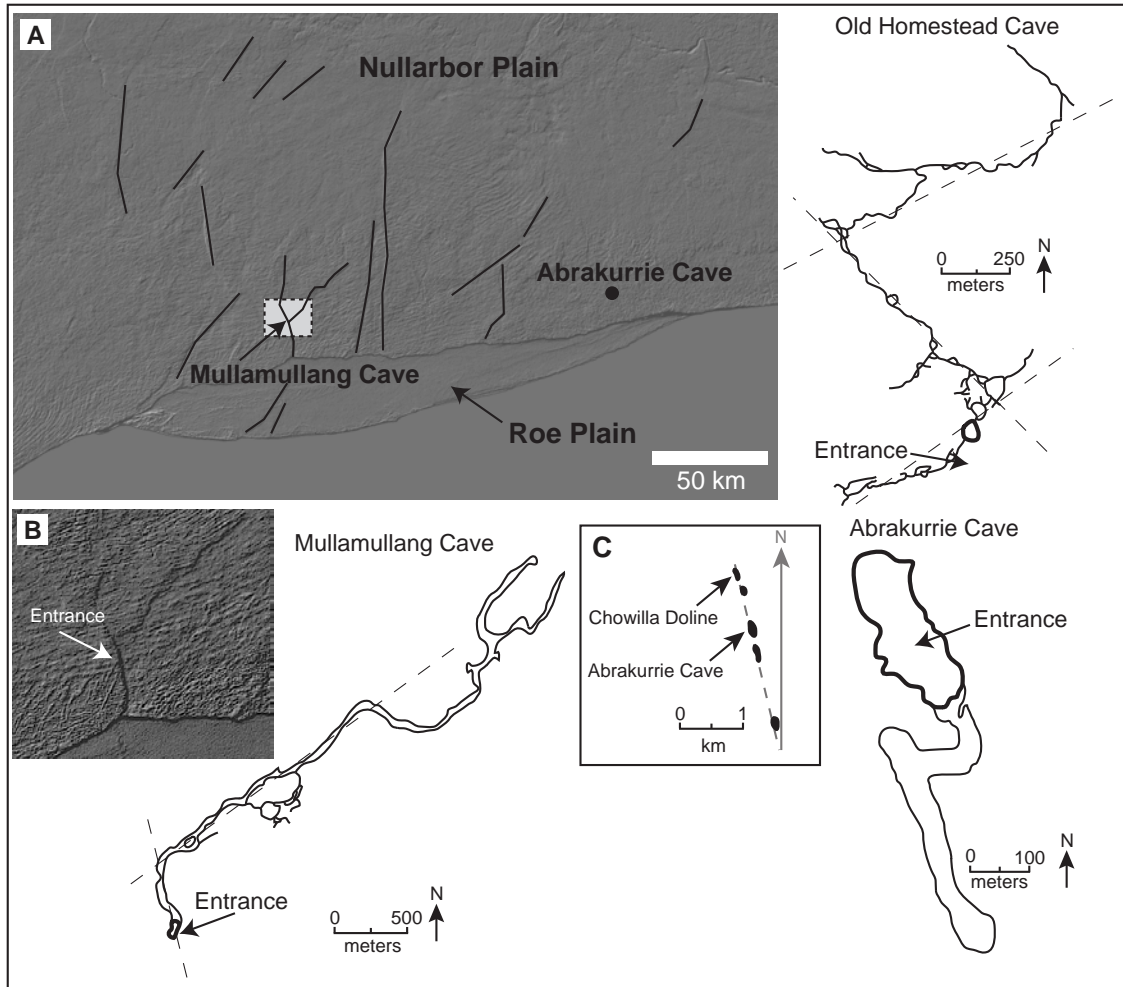 A
Nullarbor Plain
Abrakurrie Cave
Mullamullang Cave
Roe Plain
50 km
Old Homestead Cave
N
0 250
meters
Entrance
B
Entrance
Mullamullang Cave
Entrance
N
0 500
meters
C
N
Chowilla Doline
Abrakurrie Cave
0 1
km
Abrakurrie Cave
Entrance
N
0 100
meters